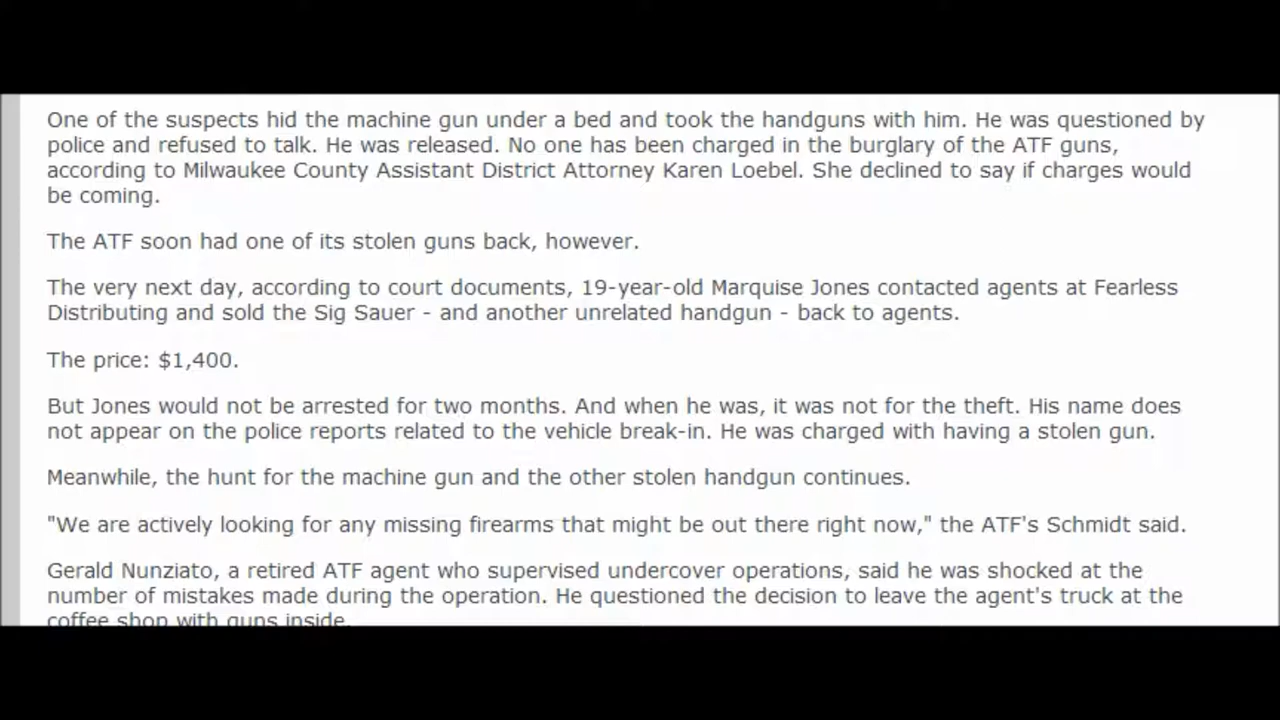 One of the suspects hid the machine gun under a bed and took the handguns with him. He was questioned by
police and refused to talk. He was released. No one has been charged in the burglary of the ATF guns,
according to Milwaukee County Assistant District Attorney Karen Loebel. She declined to say if charges would
be coming.
The ATF soon had one of its stolen guns back, however.
The very next day, according to court documents, 19-year-old Marquise Jones contacted agents at Fearless
Distributing and sold the Sig Sauer - and another unrelated handgun - back to agents.
The price: $1,400.
But Jones would not be arrested for two months. And when he was, it was not for the theft. His name does
not appear on the police reports related to the vehicle break-in. He was charged with having a stolen gun.
Meanwhile, the hunt for the machine gun and the other stolen handgun continues.
"We are actively looking for any missing firearms that might be out there right now," the ATF's Schmidt said.
Gerald Nunziato, a retired ATF agent who supervised undercover operations, said he was shocked at the
number of mistakes made during the operation. He questioned the decision to leave the agent's truck at the
coffee shop with guns inside.